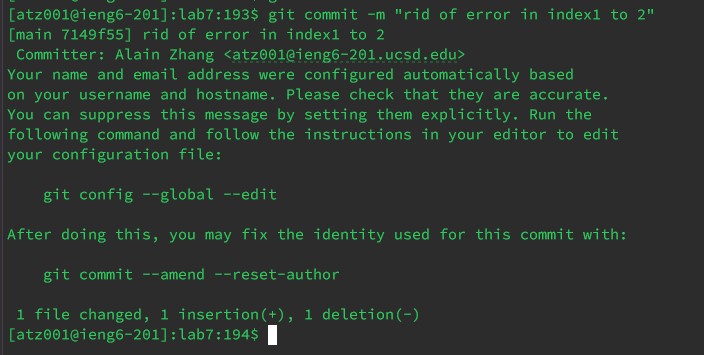 [atz001@ieng6-201]:lab7:193$ git commit -m "rid of error in index1 to 2"
[main 7149f55] rid of error in index1 to 2
 Committer: Alain Zhang <atz001@ieng6-201.ucsd.edu>
Your name and email address were configured automatically based
on your username and hostname. Please check that they are accurate.
You can suppress this message by setting them explicitly. Run the
following command and follow the instructions in your editor to edit
your configuration file:

    git config --global --edit

After doing this, you may fix the identity used for this commit with:

    git commit --amend --reset-author

 1 file changed, 1 insertion(+), 1 deletion(-)
[atz001@ieng6-201]:lab7:194$